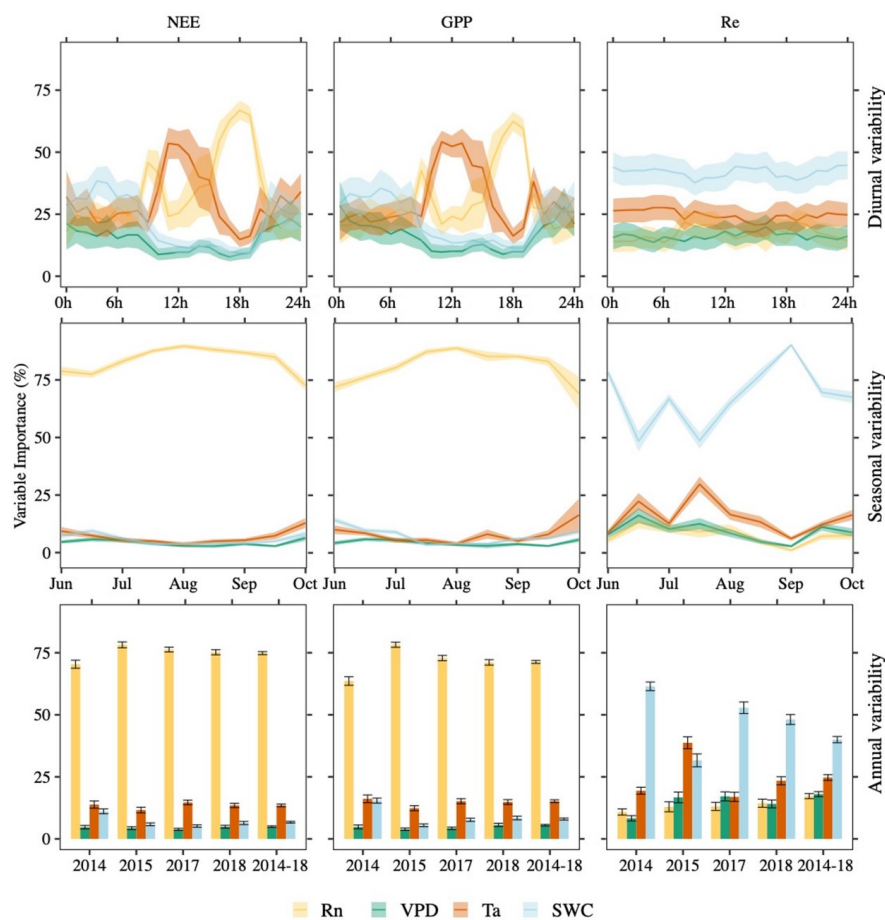 NEE GPP Re
75
50
25
0
Diurnal variability
0h 6h 12h 18h 24h 0h 6h 12h 18h 24h 0h 6h 12h 18h 24h
Variable Importance (%)
75
50
25
0
Seasonal variability
Jun Jul Aug Sep Oct Jun Jul Aug Sep Oct Jun Jul Aug Sep Oct
75
50
25
0
Annual variability
2014 2015 2017 2018 2014-18 2014 2015 2017 2018 2014-18 2014 2015 2017 2018 2014-18
Rn VPD Ta SWC